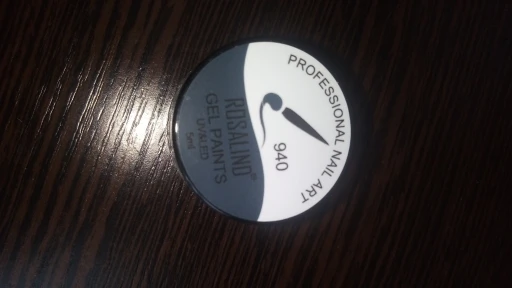 PROFESSIONAL NAIL ART
940
ROSALIND®
GEL PAINTS
UV&LED
5ml